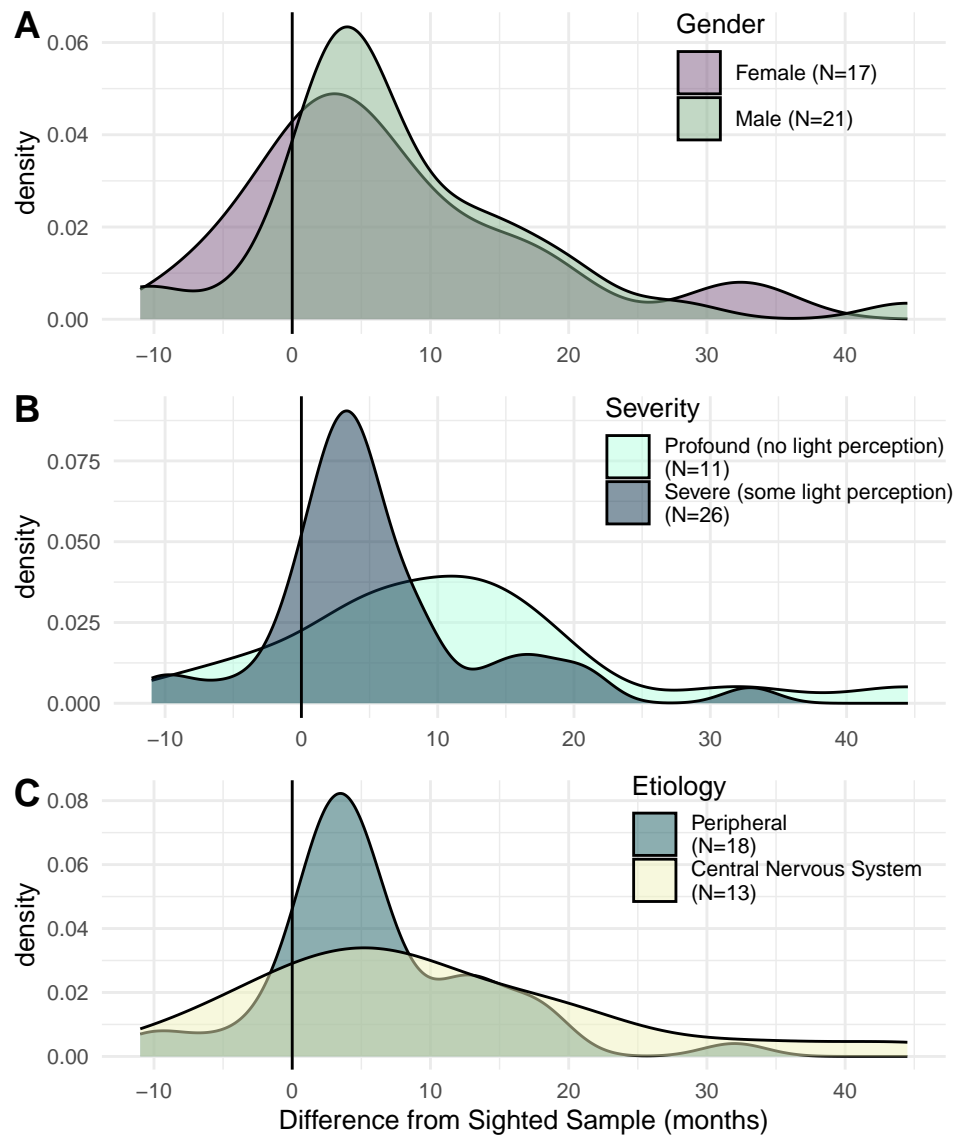 A
Gender
Female (N=17)
Male (N=21)
density
0.06
0.04
0.02
0.00
−10 0 10 20 30 40
B
Severity
Profound (no light perception)
(N=11)
Severe (some light perception)
(N=26)
density
0.075
0.050
0.025
0.000
−10 0 10 20 30 40
C
Etiology
Peripheral
(N=18)
Central Nervous System
(N=13)
density
0.08
0.06
0.04
0.02
0.00
−10 0 10 20 30 40
Difference from Sighted Sample (months)